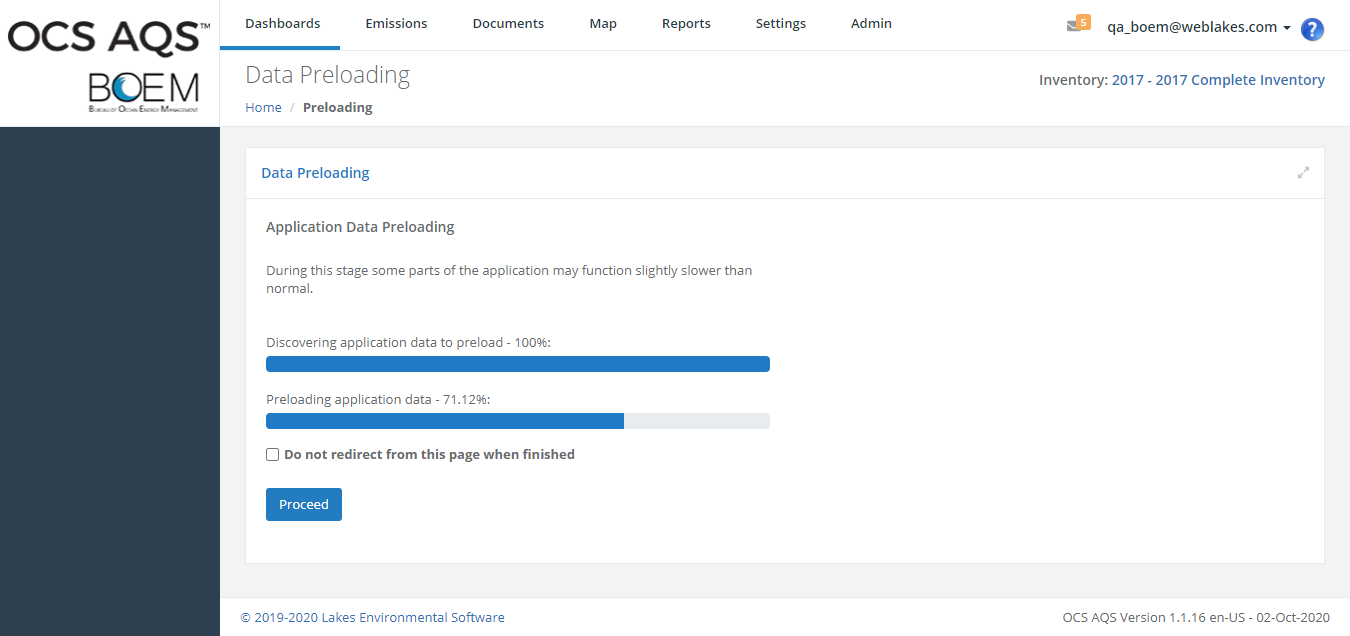 OCS AQS™
BOEM
Bureau of Ocean Energy Management
Dashboards Emissions Documents Map Reports Settings Admin
5 qa_boem@weblakes.com ?
Data Preloading
Home / Preloading
Inventory: 2017 - 2017 Complete Inventory
Data Preloading
Application Data Preloading
During this stage some parts of the application may function slightly slower than
normal.
Discovering application data to preload - 100%:
Preloading application data - 71.12%:
Do not redirect from this page when finished
Proceed
© 2019-2020 Lakes Environmental Software
OCS AQS Version 1.1.16 en-US - 02-Oct-2020